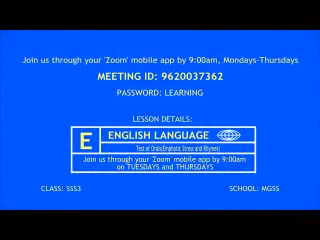 Join us through your 'Zoom' mobile app by 9:00am, Mondays-Thursdays
MEETING ID: 9620037362
PASSWORD: LEARNING
LESSON DETAILS:
E
ENGLISH LANGUAGE
Test of Orals(Emphatic Stress and Rhymes)
Join us through your 'Zoom' mobile app by 9:00am
on TUESDAYS and THURSDAYS
CLASS: SSS3
SCHOOL: MGSS